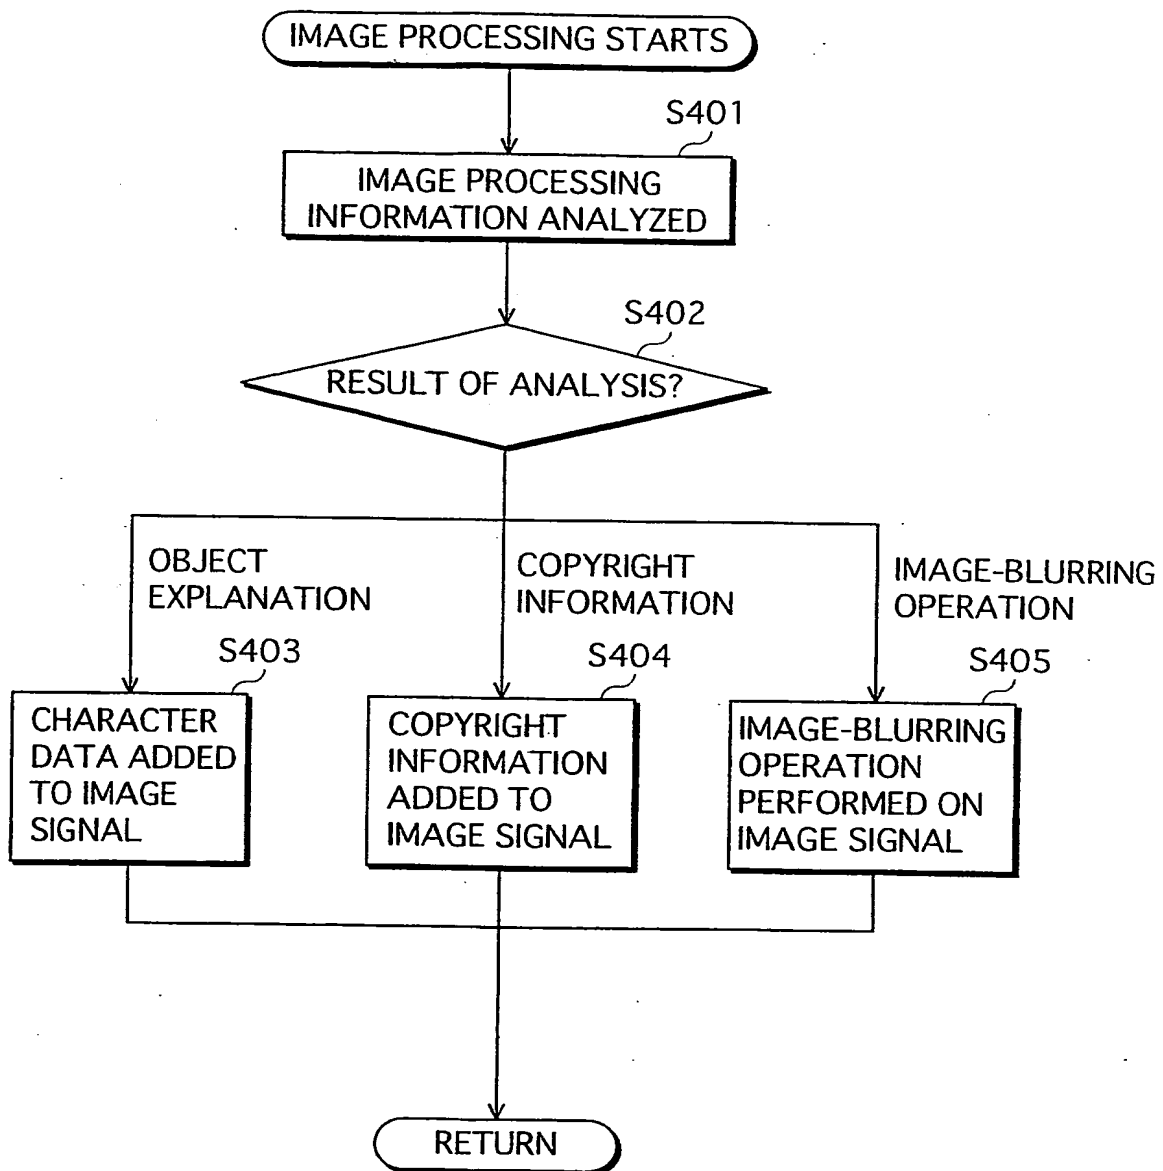 IMAGE PROCESSING STARTS
S401
IMAGE PROCESSING
INFORMATION ANALYZED
S402
RESULT OF ANALYSIS?
OBJECT
EXPLANATION
COPYRIGHT
INFORMATION
IMAGE-BLURRING
OPERATION
S403
CHARACTER
DATA ADDED
TO IMAGE
SIGNAL
S404
COPYRIGHT
INFORMATION
ADDED TO
IMAGE SIGNAL
S405
IMAGE-BLURRING
OPERATION
PERFORMED ON
IMAGE SIGNAL
RETURN